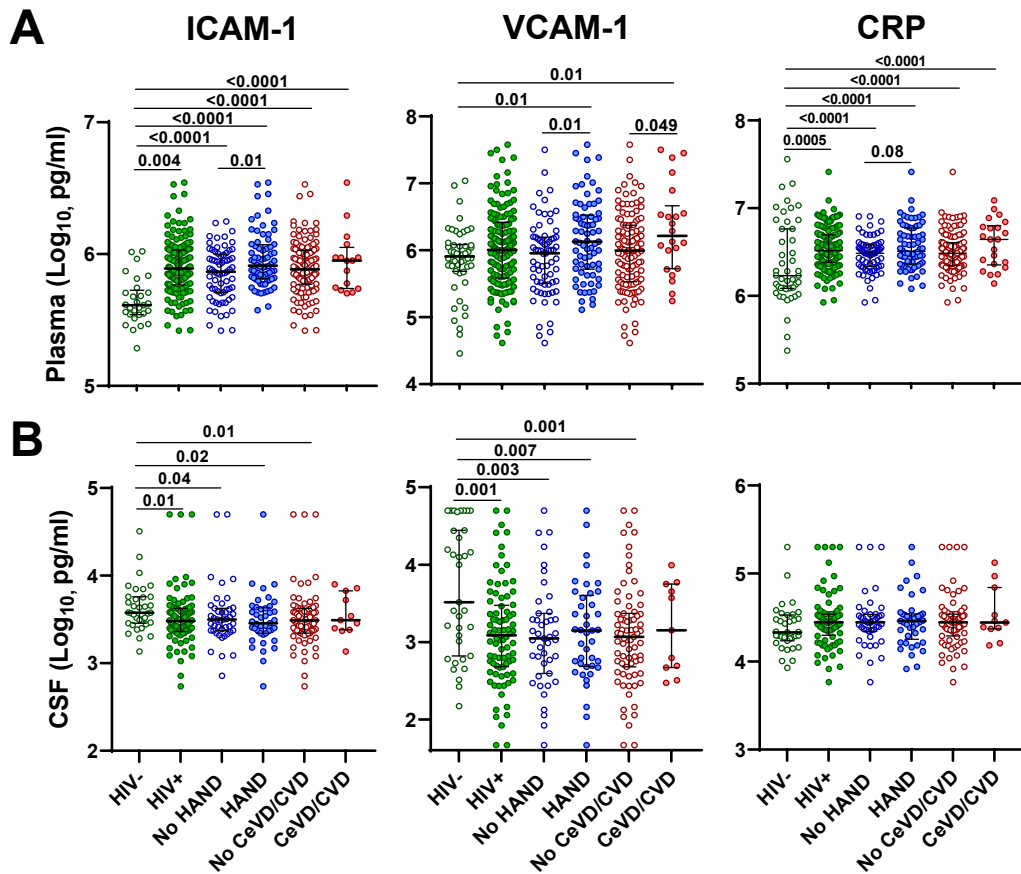 A
ICAM-1
VCAM-1
CRP
Plasma (Log10, pg/ml)
<0.0001
<0.0001
<0.0001
<0.0001
0.004
0.01
7
6
5
0.01
0.01
0.01
0.049
8
7
6
5
4
<0.0001
<0.0001
<0.0001
<0.0001
0.0005
0.08
8
7
6
5
B
CSF (Log10, pg/ml)
0.01
0.02
0.04
0.01
5
4
3
2
HIV-
HIV+
No HAND
HAND
No CeVD/CVD
CeVD/CVD
0.001
0.007
0.003
0.001
5
4
3
2
HIV-
HIV+
No HAND
HAND
No CeVD/CVD
CeVD/CVD
6
5
4
3
HIV-
HIV+
No HAND
HAND
No CeVD/CVD
CeVD/CVD